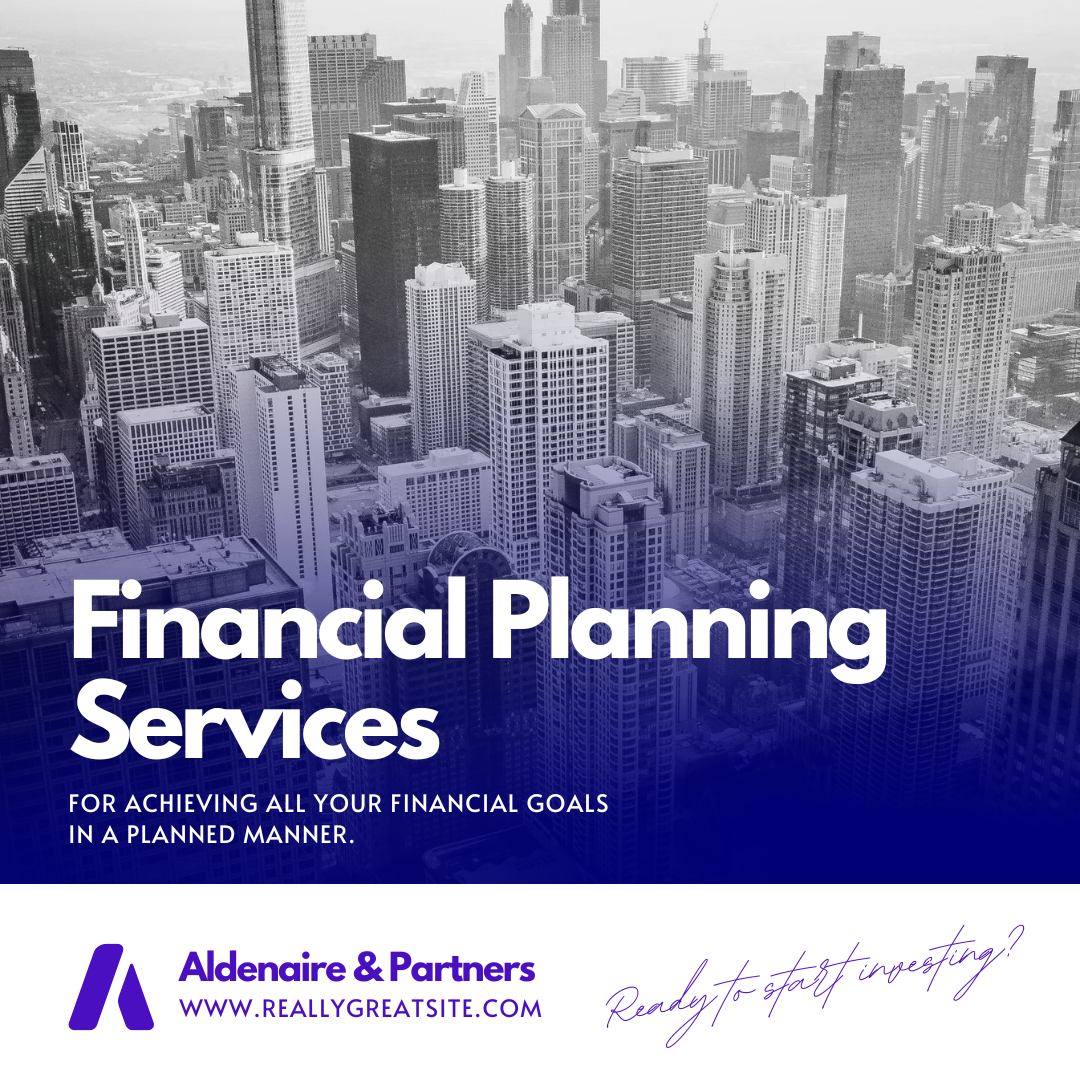 Financial Planning
Services
FOR ACHIEVING ALL YOUR FINANCIAL GOALS
IN A PLANNED MANNER.
Aldenaire & Partners
WWW.REALLYGREATSITE.COM
Ready to start investing?